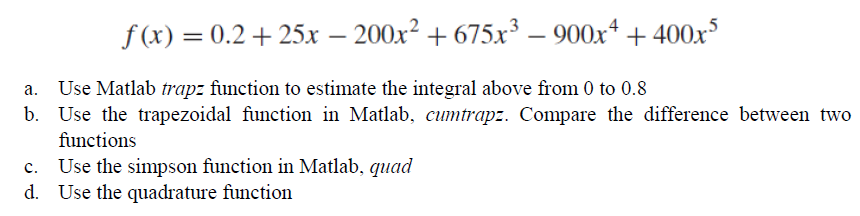 f(x) = 0.2 + 25x − 200x² + 675x³ − 900x⁴ + 400x⁵
a. Use Matlab trapz function to estimate the integral above from 0 to 0.8
b. Use the trapezoidal function in Matlab, cumtrapz. Compare the difference between two
functions
c. Use the simpson function in Matlab, quad
d. Use the quadrature function